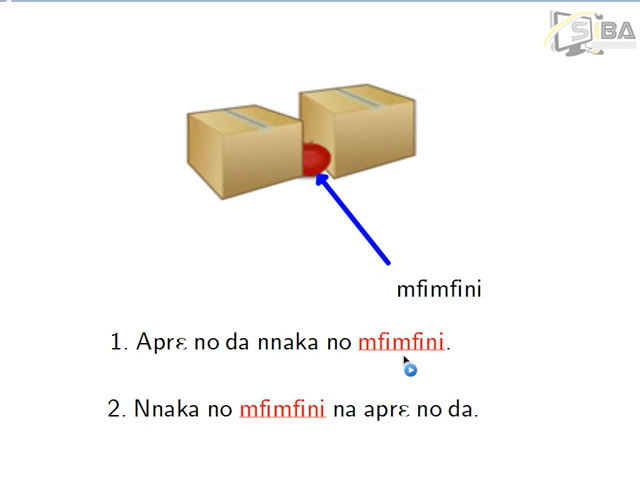 SIBA
mfimfini
1. Aprɛ no da nnaka no mfimfini.
2. Nnaka no mfimfini na aprɛ no da.